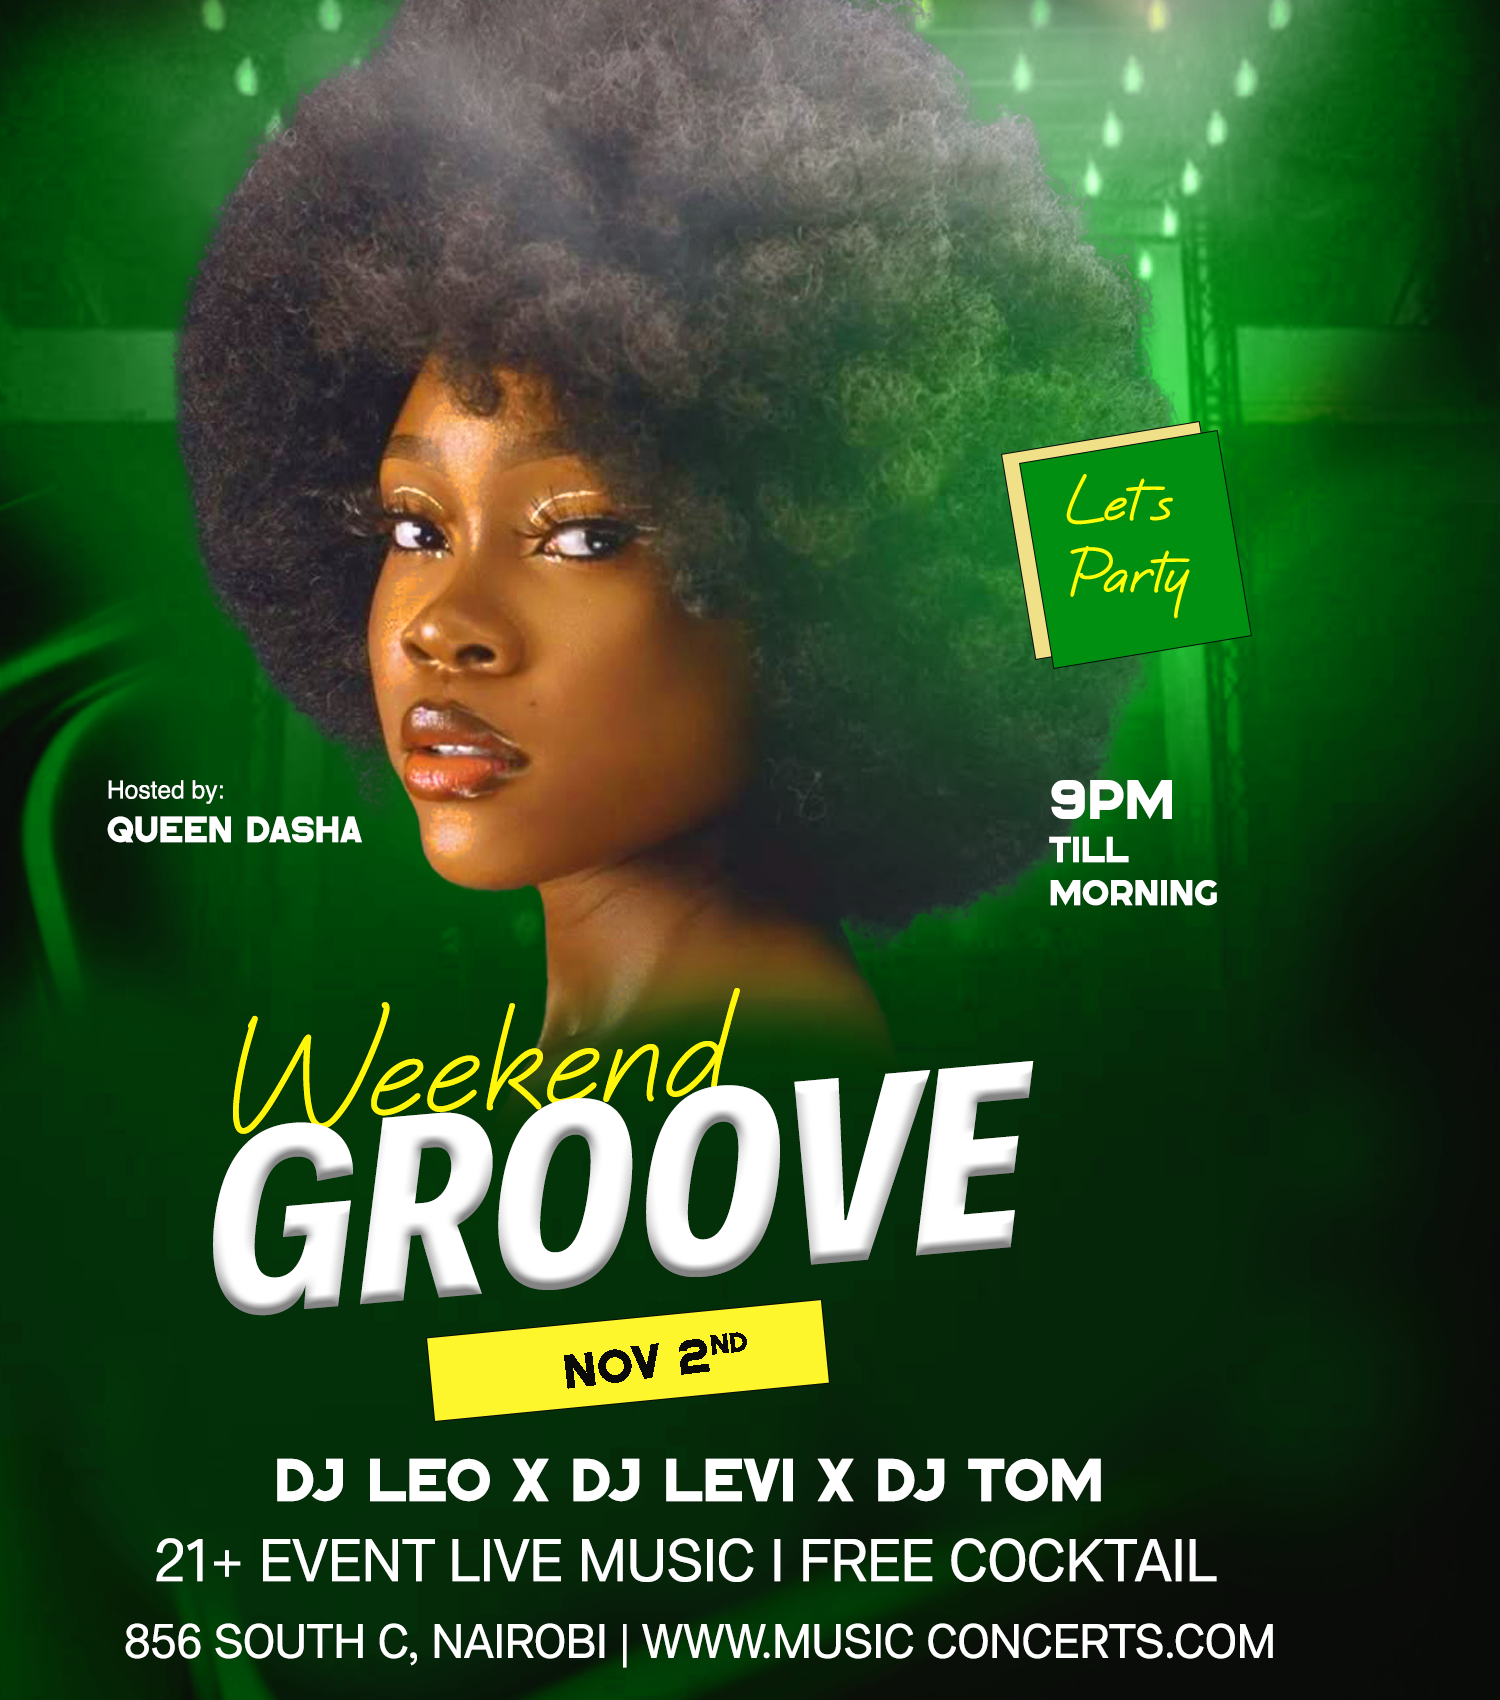 Let's
Party
Hosted by:
QUEEN DASHA
9PM
TILL
MORNING
Weekend
GROOVE
NOV 2ND
DJ LEO X DJ LEVI X DJ TOM
21+ EVENT LIVE MUSIC I FREE COCKTAIL
856 SOUTH C, NAIROBI | WWW.MUSIC CONCERTS.COM